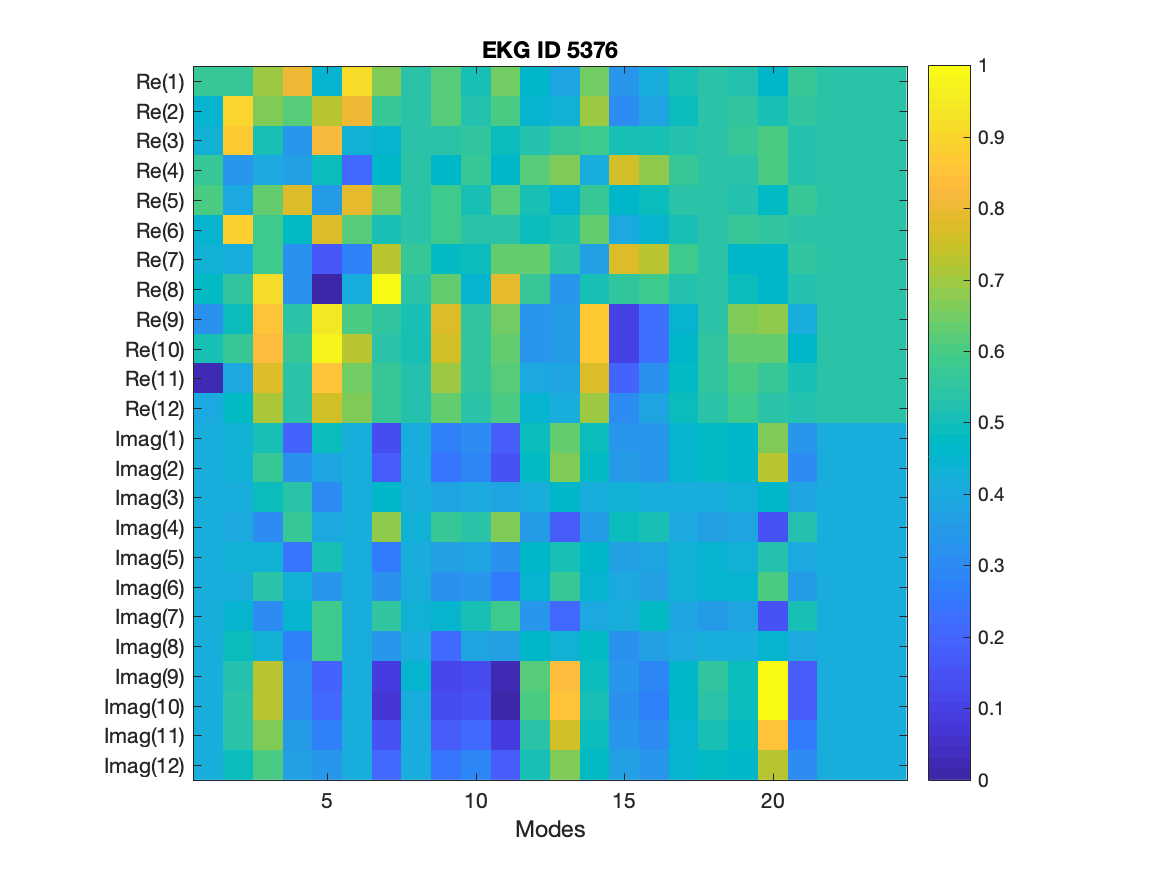 EKG ID 5376
Re(1)
Re(2)
Re(3)
Re(4)
Re(5)
Re(6)
Re(7)
Re(8)
Re(9)
Re(10)
Re(11)
Re(12)
Imag(1)
Imag(2)
Imag(3)
Imag(4)
Imag(5)
Imag(6)
Imag(7)
Imag(8)
Imag(9)
Imag(10)
Imag(11)
Imag(12)
5 10 15 20
Modes
1
0.9
0.8
0.7
0.6
0.5
0.4
0.3
0.2
0.1
0